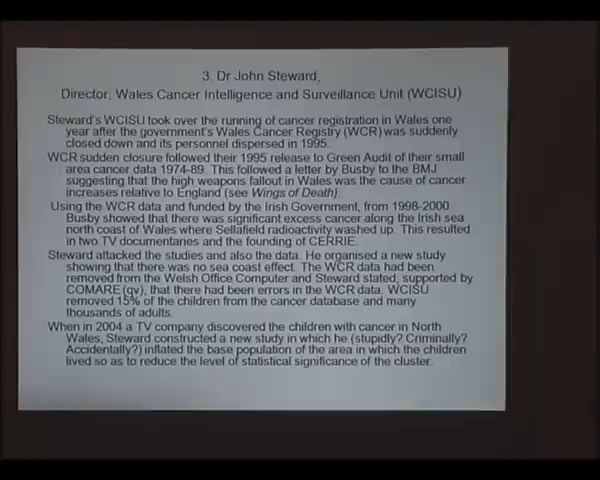 3. Dr John Steward,
Director, Wales Cancer Intelligence and Surveillance Unit (WCISU)
Steward's WCISU took over the running of cancer registration in Wales one
year after the government's Wales Cancer Registry (WCR) was suddenly
closed down and its personnel dispersed in 1995.
WCR sudden closure followed their 1995 release to Green Audit of their small
area cancer data 1974-89. This followed a letter by Busby to the BMJ
suggesting that the high weapons fallout in Wales was the cause of cancer
increases relative to England (see Wings of Death).
Using the WCR data and funded by the Irish Government, from 1998-2000
Busby showed that there was significant excess cancer along the Irish sea
north coast of Wales where Sellafield radioactivity washed up. This resulted
in two TV documentaries and the founding of CERRIE.
Steward attacked the studies and also the data. He organised a new study
showing that there was no sea coast effect. The WCR data had been
removed from the Welsh Office Computer and Steward stated, supported by
COMARE (qv), that there had been errors in the WCR data. WCISU
removed 15% of the children from the cancer database and many
thousands of adults.
When in 2004 a TV company discovered the children with cancer in North
Wales, Steward constructed a new study in which he (stupidly? Criminally?
Accidentally?) inflated the base population of the area in which the children
lived so as to reduce the level of statistical significance of the cluster.